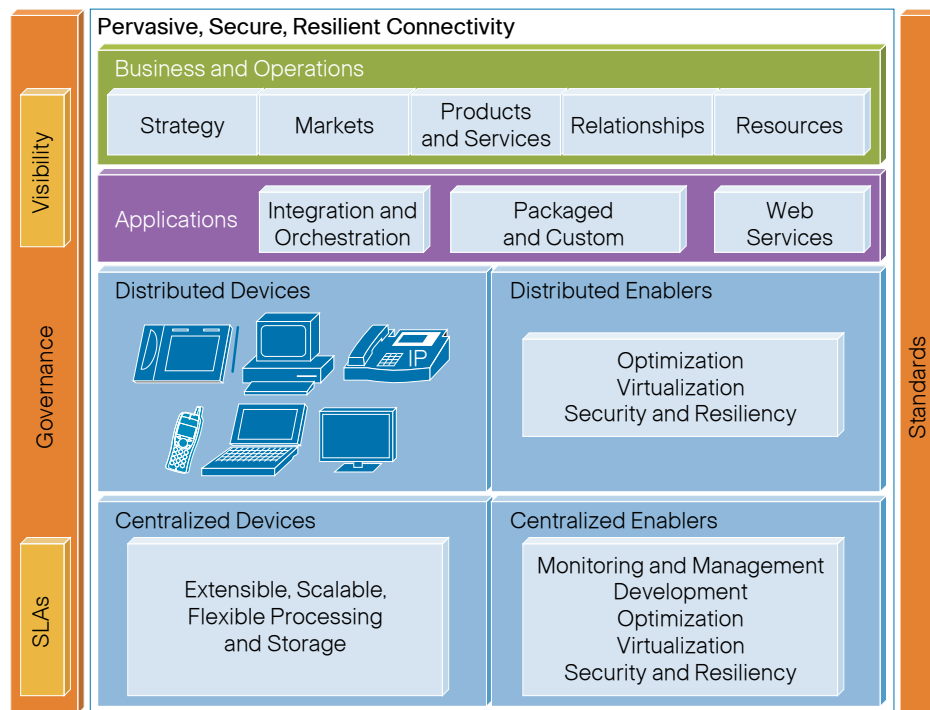 Pervasive, Secure, Resilient Connectivity
Business and Operations
Strategy
Markets
Products
and Services
Relationships
Resources
Applications
Integration and
Orchestration
Packaged
and Custom
Web
Services
Distributed Devices
IP
Distributed Enablers
Optimization
Virtualization
Security and Resiliency
Centralized Devices
Extensible, Scalable,
Flexible Processing
and Storage
Centralized Enablers
Monitoring and Management
Development
Optimization
Virtualization
Security and Resiliency
Visibility
Governance
SLAs
Standards